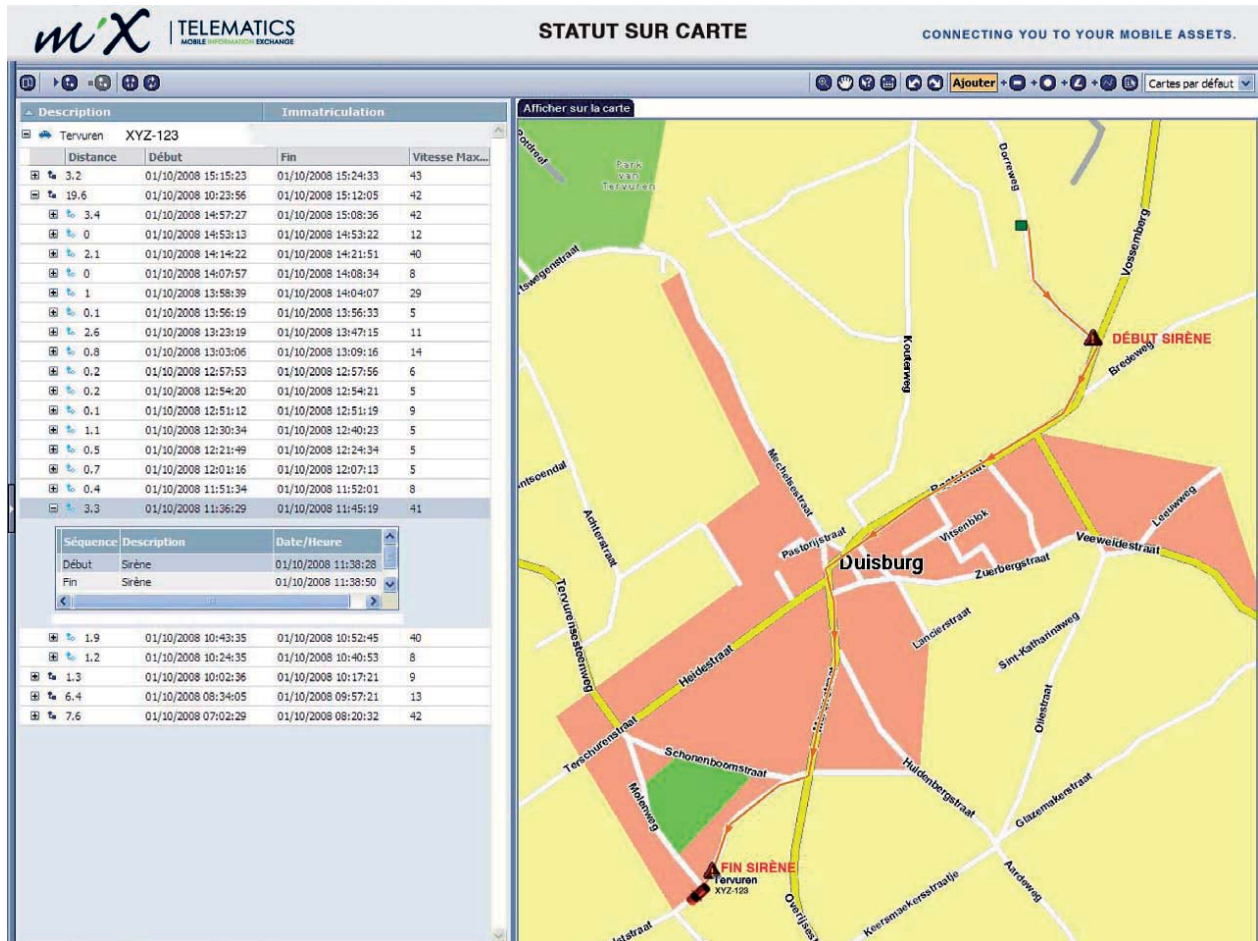 m'X TELEMATICS
MOBILE INFORMATION EXCHANGE
STATUT SUR CARTE
CONNECTING YOU TO YOUR MOBILE ASSETS.
Ajouter
Cartes par défaut
Description Immatriculation
Tervuren XYZ-123
Distance Début Fin Vitesse Max...
3.2 01/10/2008 15:15:23 01/10/2008 15:24:33 43
19.6 01/10/2008 10:23:56 01/10/2008 15:12:05 42
3.4 01/10/2008 14:57:27 01/10/2008 15:08:36 42
0 01/10/2008 14:53:13 01/10/2008 14:53:22 12
2.1 01/10/2008 14:14:22 01/10/2008 14:21:51 40
0 01/10/2008 14:07:57 01/10/2008 14:08:34 8
1 01/10/2008 13:58:39 01/10/2008 14:04:07 29
0.1 01/10/2008 13:56:19 01/10/2008 13:56:33 5
2.6 01/10/2008 13:23:19 01/10/2008 13:47:15 11
0.8 01/10/2008 13:03:06 01/10/2008 13:09:16 14
0.2 01/10/2008 12:57:53 01/10/2008 12:57:56 6
0.2 01/10/2008 12:54:20 01/10/2008 12:54:21 5
0.1 01/10/2008 12:51:12 01/10/2008 12:51:19 9
1.1 01/10/2008 12:30:34 01/10/2008 12:40:23 5
0.5 01/10/2008 12:21:49 01/10/2008 12:24:34 5
0.7 01/10/2008 12:01:16 01/10/2008 12:07:13 5
0.4 01/10/2008 11:51:34 01/10/2008 11:52:01 8
3.3 01/10/2008 11:36:29 01/10/2008 11:45:19 41
Séquence Description Date/Heure
Début Sirène 01/10/2008 11:38:28
Fin Sirène 01/10/2008 11:38:50
1.9 01/10/2008 10:43:35 01/10/2008 10:52:45 40
1.2 01/10/2008 10:24:35 01/10/2008 10:40:53 8
1.3 01/10/2008 10:02:36 01/10/2008 10:17:21 9
6.4 01/10/2008 08:34:05 01/10/2008 09:57:21 13
7.6 01/10/2008 07:02:29 01/10/2008 08:20:32 42
Afficher sur la carte
Park
van
Tervuren
Dorreweg
Vossemberg
DÉBUT SIRÈNE
Bredeweg
Kouterweg
Mechelsestraat
Achterstraat
Pastorijstraat
Vitsenblok
Leeuwweg
Veeweidestraat
Duisburg
Zuerbergstraat
Lancierstraat
Sint-Katharinaweg
Tervurensesteenweg
Heidestraat
Oliestraat
Terschurenstraat
Schonenboomstraat
Molenweg
Huldenbergstraat
Glazemakerstraat
FIN SIRÈNE
Tervuren
XYZ-123
Aardeweg
Keersmaekersstraatje